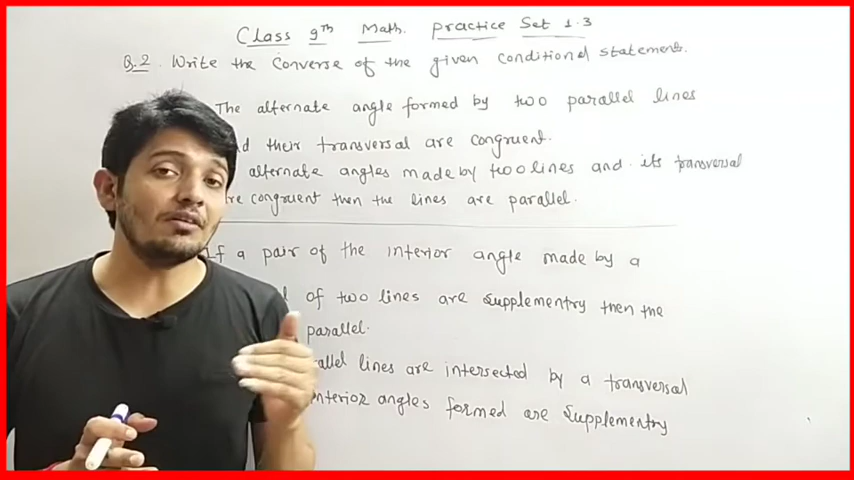 Class 9Th Math. Practice Set 1.3
Q.2. Write the Converse of the given conditional statements.
The alternate angle formed by two parallel lines
their transversal are congruent.
alternate angles made by two lines and its transversal
congruent then the lines are parallel.
If a pair of the interior angle made by a
of two lines are supplementry then the
parallel.
lines are intersected by a transversal
interior angles formed are Supplementry